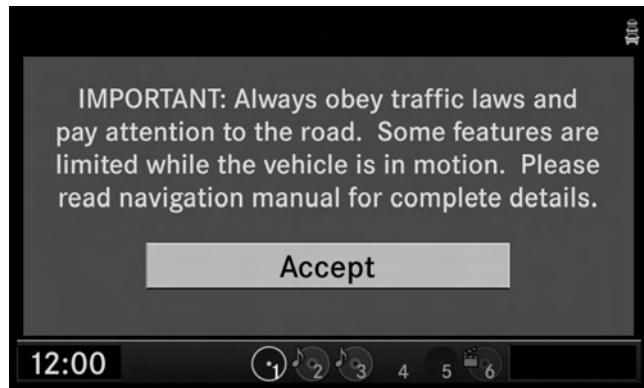 IMPORTANT: Always obey traffic laws and
pay attention to the road. Some features are
limited while the vehicle is in motion. Please
read navigation manual for complete details.
Accept
12:00 1 2 3 4 5 6